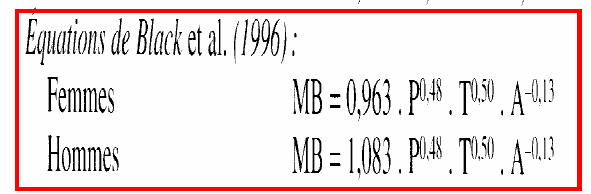 Équations de Black et al. (1996) :
Femmes MB = 0,963 . P^0,48 . T^0,50 . A^–0,13
Hommes MB = 1,083 . P^0,48 . T^0,50 . A^–0,13